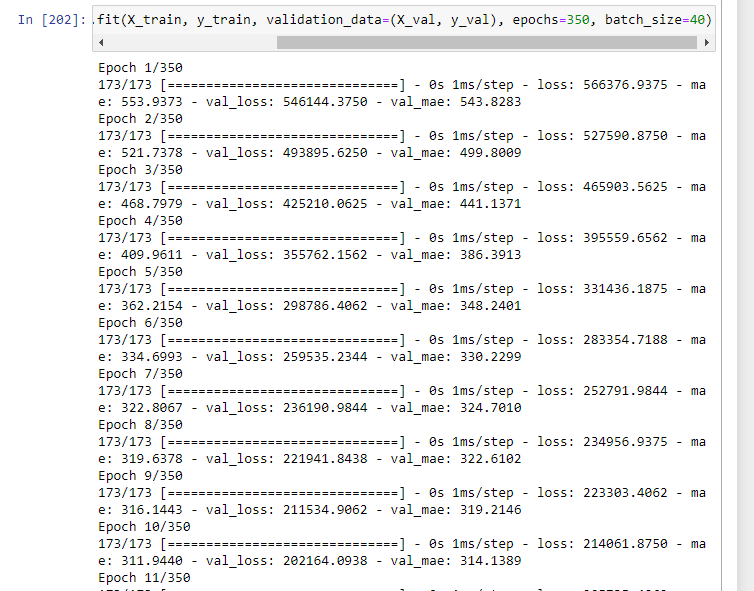 In [202]: .fit(X_train, y_train, validation_data=(X_val, y_val), epochs=350, batch_size=40)
Epoch 1/350
173/173 [==============================] - 0s 1ms/step - loss: 566376.9375 - ma
e: 553.9373 - val_loss: 546144.3750 - val_mae: 543.8283
Epoch 2/350
173/173 [==============================] - 0s 1ms/step - loss: 527590.8750 - ma
e: 521.7378 - val_loss: 493895.6250 - val_mae: 499.8009
Epoch 3/350
173/173 [==============================] - 0s 1ms/step - loss: 465903.5625 - ma
e: 468.7979 - val_loss: 425210.0625 - val_mae: 441.1371
Epoch 4/350
173/173 [==============================] - 0s 1ms/step - loss: 395559.6562 - ma
e: 409.9611 - val_loss: 355762.1562 - val_mae: 386.3913
Epoch 5/350
173/173 [==============================] - 0s 1ms/step - loss: 331436.1875 - ma
e: 362.2154 - val_loss: 298786.4062 - val_mae: 348.2401
Epoch 6/350
173/173 [==============================] - 0s 1ms/step - loss: 283354.7188 - ma
e: 334.6993 - val_loss: 259535.2344 - val_mae: 330.2299
Epoch 7/350
173/173 [==============================] - 0s 1ms/step - loss: 252791.9844 - ma
e: 322.8067 - val_loss: 236190.9844 - val_mae: 324.7010
Epoch 8/350
173/173 [==============================] - 0s 1ms/step - loss: 234956.9375 - ma
e: 319.6378 - val_loss: 221941.8438 - val_mae: 322.6102
Epoch 9/350
173/173 [==============================] - 0s 1ms/step - loss: 223303.4062 - ma
e: 316.1443 - val_loss: 211534.9062 - val_mae: 319.2146
Epoch 10/350
173/173 [==============================] - 0s 1ms/step - loss: 214061.8750 - ma
e: 311.9440 - val_loss: 202164.0938 - val_mae: 314.1389
Epoch 11/350